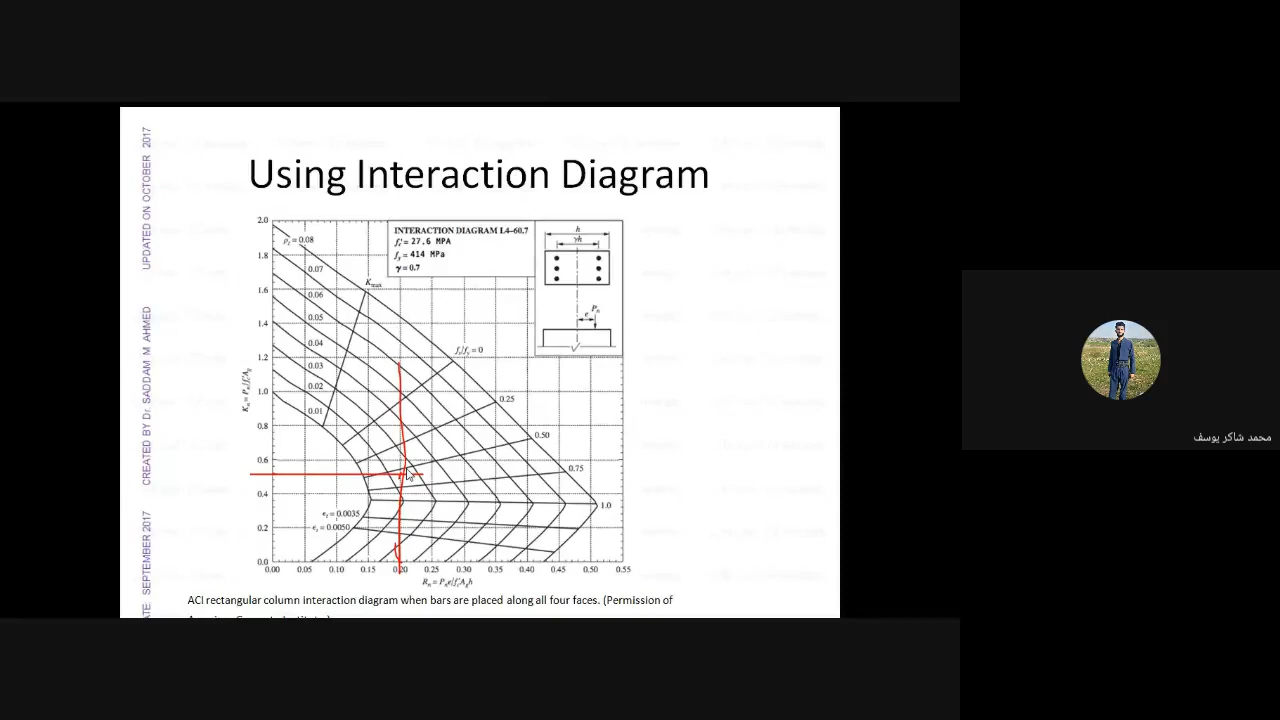 Using Interaction Diagram
UPDATED ON OCTOBER 2017
CREATED BY Dr. SADDAM M AHMED
SEPTEMBER 2017
INTERACTION DIAGRAM L4–60.7
f'c = 27.6 MPA
fy = 414 MPa
γ = 0.7
h
γh
e
Pn
ρt = 0.08
0.07
0.06
0.05
0.04
0.03
0.02
0.01
Kmax
fs/fy = 0
0.25
0.50
0.75
1.0
εt = 0.0035
εt = 0.0050
Kn = Pn/f'c Ag
2.0
1.8
1.6
1.4
1.2
1.0
0.8
0.6
0.4
0.2
0.0
0.00 0.05 0.10 0.15 0.20 0.25 0.30 0.35 0.40 0.45 0.50 0.55
Rn = Pn e/f'c Ag h
ACI rectangular column interaction diagram when bars are placed along all four faces. (Permission of
محمد شاكر يوسف